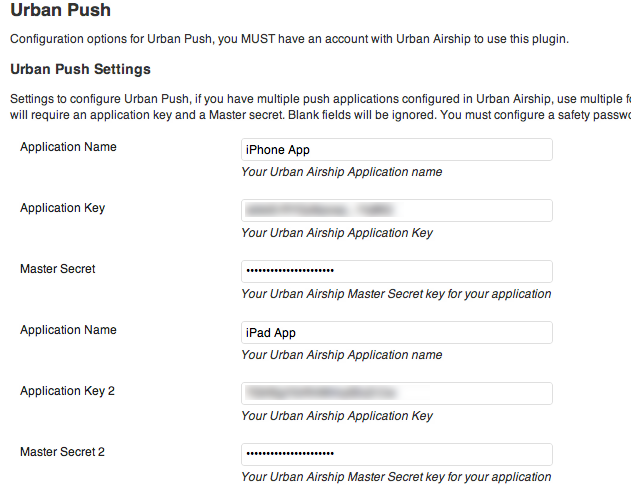 Urban Push
Configuration options for Urban Push, you MUST have an account with Urban Airship to use this plugin.
Urban Push Settings
Settings to configure Urban Push, if you have multiple push applications configured in Urban Airship, use multiple
will require an application key and a Master secret. Blank fields will be ignored. You must configure a safety
Application Name
iPhone App
Your Urban Airship Application name
Application Key
Your Urban Airship Application Key
Master Secret
••••••••••••••••••••••
Your Urban Airship Master Secret key for your application
Application Name
iPad App
Your Urban Airship Application name
Application Key 2
Your Urban Airship Application Key
Master Secret 2
••••••••••••••••••••••
Your Urban Airship Master Secret key for your application